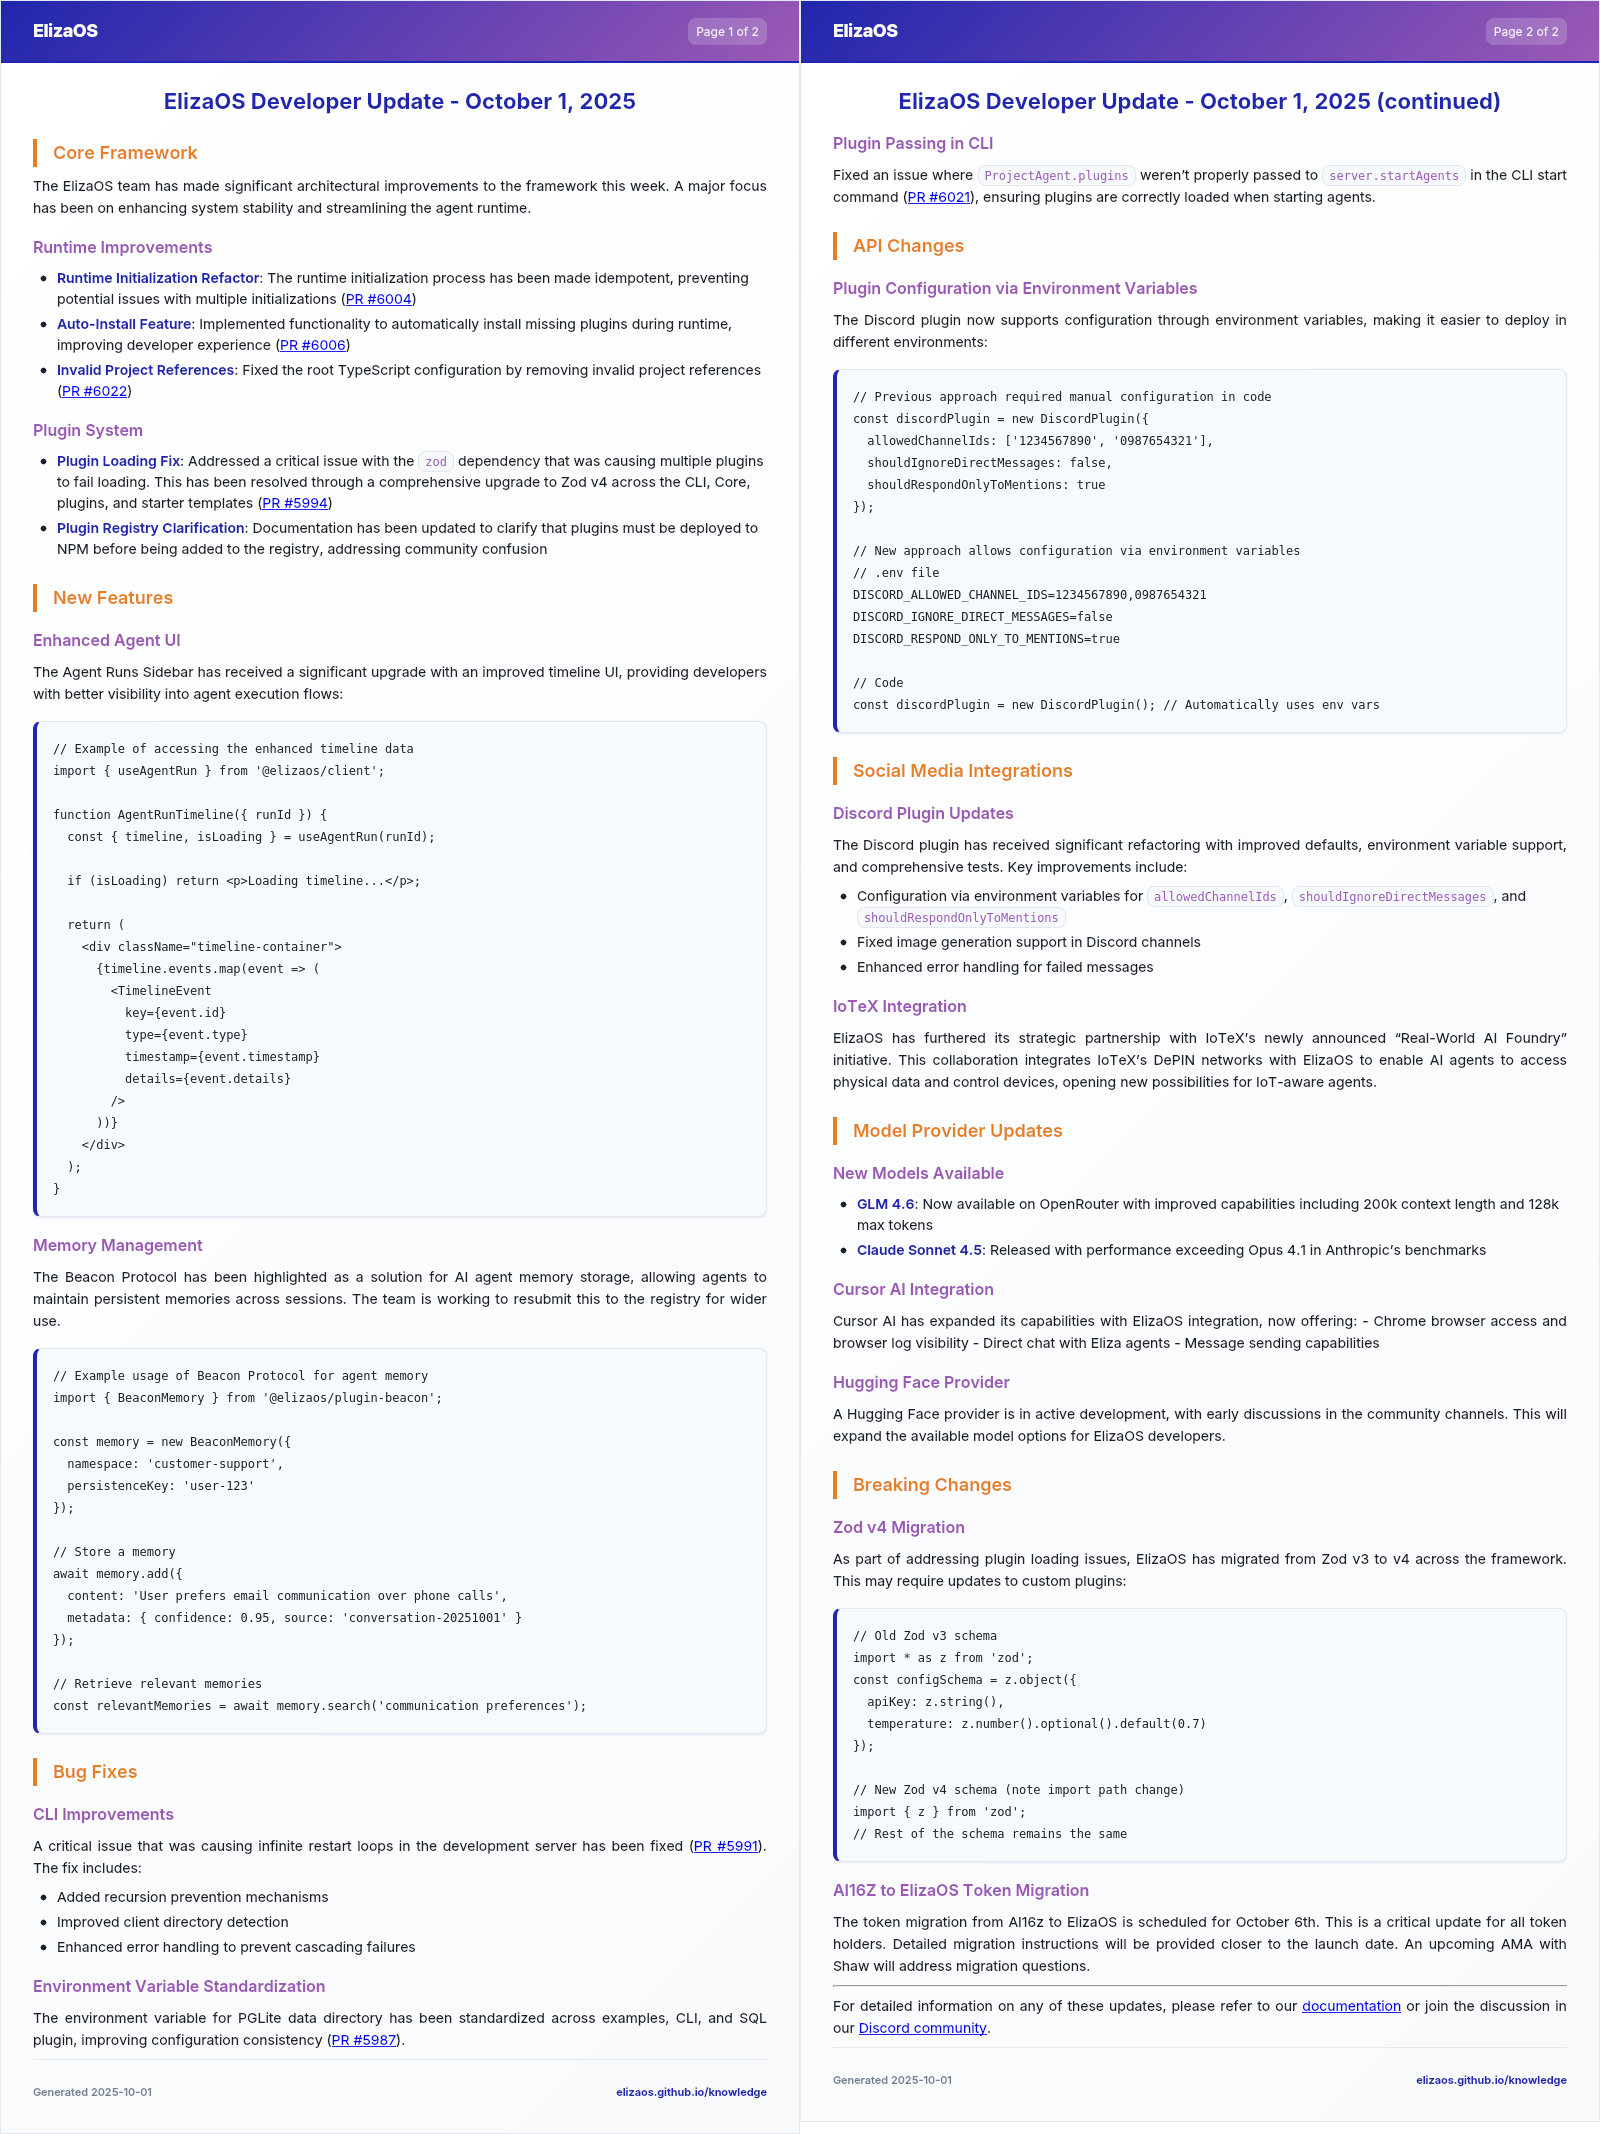 ElizaOS
Page 1 of 2
ElizaOS Developer Update - October 1, 2025
Core Framework
The ElizaOS team has made significant architectural improvements to the framework this week. A major focus
has been on enhancing system stability and streamlining the agent runtime.
Runtime Improvements
• Runtime Initialization Refactor: The runtime initialization process has been made idempotent, preventing
potential issues with multiple initializations (PR #6004)
• Auto-Install Feature: Implemented functionality to automatically install missing plugins during runtime,
improving developer experience (PR #6006)
• Invalid Project References: Fixed the root TypeScript configuration by removing invalid project references
(PR #6022)
Plugin System
• Plugin Loading Fix: Addressed a critical issue with the zod dependency that was causing multiple plugins
to fail loading. This has been resolved through a comprehensive upgrade to Zod v4 across the CLI, Core,
plugins, and starter templates (PR #5994)
• Plugin Registry Clarification: Documentation has been updated to clarify that plugins must be deployed to
NPM before being added to the registry, addressing community confusion
New Features
Enhanced Agent UI
The Agent Runs Sidebar has received a significant upgrade with an improved timeline UI, providing developers
with better visibility into agent execution flows:
// Example of accessing the enhanced timeline data
import { useAgentRun } from '@elizaos/client';
function AgentRunTimeline({ runId }) {
  const { timeline, isLoading } = useAgentRun(runId);
  if (isLoading) return <p>Loading timeline...</p>;
  return (
    <div className="timeline-container">
      {timeline.events.map(event => (
        <TimelineEvent
          key={event.id}
          type={event.type}
          timestamp={event.timestamp}
          details={event.details}
        />
      ))}
    </div>
  );
}
Memory Management
The Beacon Protocol has been highlighted as a solution for AI agent memory storage, allowing agents to
maintain persistent memories across sessions. The team is working to resubmit this to the registry for wider
use.
// Example usage of Beacon Protocol for agent memory
import { BeaconMemory } from '@elizaos/plugin-beacon';
const memory = new BeaconMemory({
  namespace: 'customer-support',
  persistenceKey: 'user-123'
});
// Store a memory
await memory.add({
  content: 'User prefers email communication over phone calls',
  metadata: { confidence: 0.95, source: 'conversation-20251001' }
});
// Retrieve relevant memories
const relevantMemories = await memory.search('communication preferences');
Bug Fixes
CLI Improvements
A critical issue that was causing infinite restart loops in the development server has been fixed (PR #5991).
The fix includes:
• Added recursion prevention mechanisms
• Improved client directory detection
• Enhanced error handling to prevent cascading failures
Environment Variable Standardization
The environment variable for PGLite data directory has been standardized across examples, CLI, and SQL
plugin, improving configuration consistency (PR #5987).
Generated 2025-10-01
elizaos.github.io/knowledge
ElizaOS
Page 2 of 2
ElizaOS Developer Update - October 1, 2025 (continued)
Plugin Passing in CLI
Fixed an issue where ProjectAgent.plugins weren't properly passed to server.startAgents in the CLI start
command (PR #6021), ensuring plugins are correctly loaded when starting agents.
API Changes
Plugin Configuration via Environment Variables
The Discord plugin now supports configuration through environment variables, making it easier to deploy in
different environments:
// Previous approach required manual configuration in code
const discordPlugin = new DiscordPlugin({
  allowedChannelIds: ['1234567890', '0987654321'],
  shouldIgnoreDirectMessages: false,
  shouldRespondOnlyToMentions: true
});
// New approach allows configuration via environment variables
// .env file
DISCORD_ALLOWED_CHANNEL_IDS=1234567890,0987654321
DISCORD_IGNORE_DIRECT_MESSAGES=false
DISCORD_RESPOND_ONLY_TO_MENTIONS=true
// Code
const discordPlugin = new DiscordPlugin(); // Automatically uses env vars
Social Media Integrations
Discord Plugin Updates
The Discord plugin has received significant refactoring with improved defaults, environment variable support,
and comprehensive tests. Key improvements include:
• Configuration via environment variables for allowedChannelIds, shouldIgnoreDirectMessages, and
shouldRespondOnlyToMentions
• Fixed image generation support in Discord channels
• Enhanced error handling for failed messages
IoTeX Integration
ElizaOS has furthered its strategic partnership with IoTeX's newly announced “Real-World AI Foundry”
initiative. This collaboration integrates IoTeX's DePIN networks with ElizaOS to enable AI agents to access
physical data and control devices, opening new possibilities for IoT-aware agents.
Model Provider Updates
New Models Available
• GLM 4.6: Now available on OpenRouter with improved capabilities including 200k context length and 128k
max tokens
• Claude Sonnet 4.5: Released with performance exceeding Opus 4.1 in Anthropic's benchmarks
Cursor AI Integration
Cursor AI has expanded its capabilities with ElizaOS integration, now offering: - Chrome browser access and
browser log visibility - Direct chat with Eliza agents - Message sending capabilities
Hugging Face Provider
A Hugging Face provider is in active development, with early discussions in the community channels. This will
expand the available model options for ElizaOS developers.
Breaking Changes
Zod v4 Migration
As part of addressing plugin loading issues, ElizaOS has migrated from Zod v3 to v4 across the framework.
This may require updates to custom plugins:
// Old Zod v3 schema
import * as z from 'zod';
const configSchema = z.object({
  apiKey: z.string(),
  temperature: z.number().optional().default(0.7)
});
// New Zod v4 schema (note import path change)
import { z } from 'zod';
// Rest of the schema remains the same
AI16Z to ElizaOS Token Migration
The token migration from AI16z to ElizaOS is scheduled for October 6th. This is a critical update for all token
holders. Detailed migration instructions will be provided closer to the launch date. An upcoming AMA with
Shaw will address migration questions.
For detailed information on any of these updates, please refer to our documentation or join the discussion in
our Discord community.
Generated 2025-10-01
elizaos.github.io/knowledge